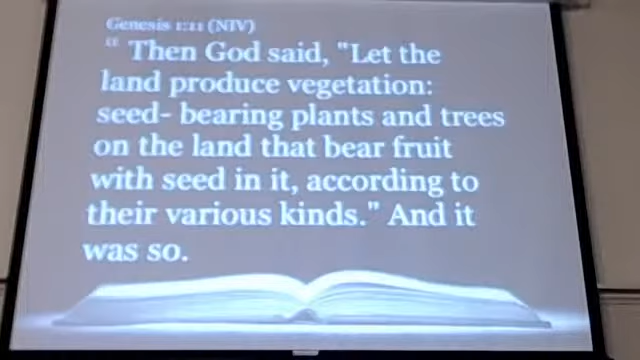 Genesis 1:11 (NIV)
11 Then God said, "Let the
land produce vegetation:
seed- bearing plants and trees
on the land that bear fruit
with seed in it, according to
their various kinds." And it
was so.